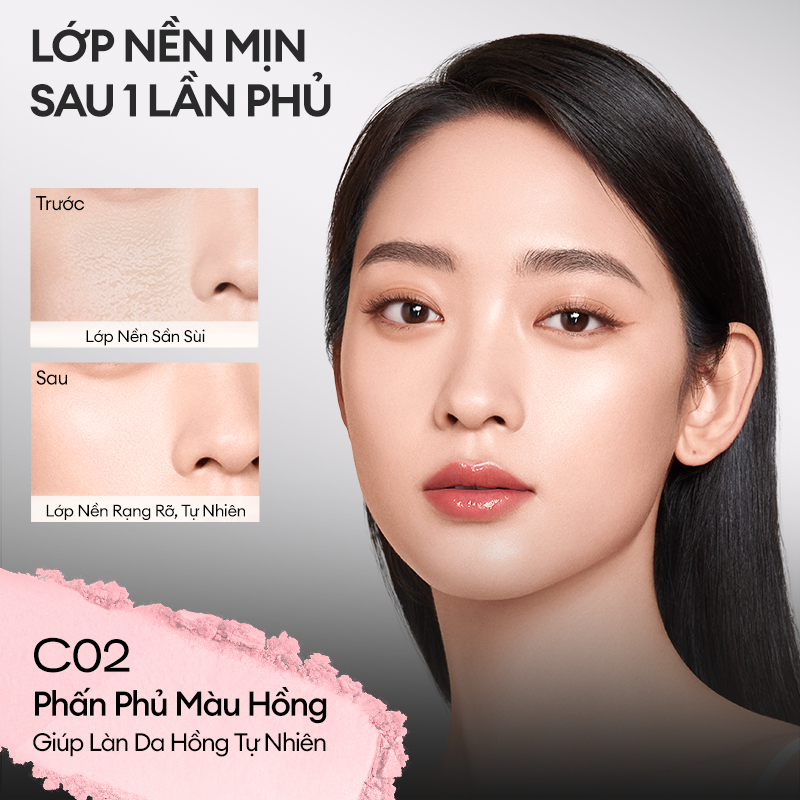 LỚP NỀN MỊN
SAU 1 LẦN PHỦ
Trước
Lớp Nền Sần Sùi
Sau
Lớp Nền Rạng Rỡ, Tự Nhiên
C02
Phấn Phủ Màu Hồng
Giúp Làn Da Hồng Tự Nhiên